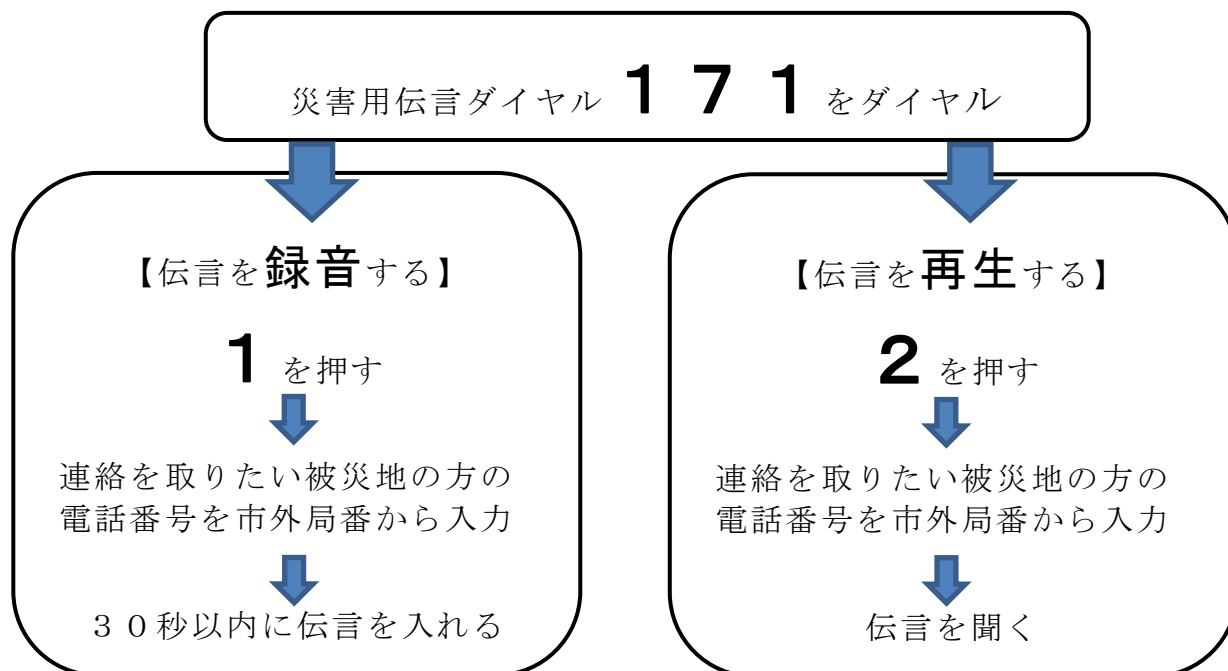 災害用伝言ダイヤル １７１ をダイヤル
【伝言を録音する】
１ を押す
連絡を取りたい被災地の方の
電話番号を市外局番から入力
３０秒以内に伝言を入れる
【伝言を再生する】
２ を押す
連絡を取りたい被災地の方の
電話番号を市外局番から入力
伝言を聞く